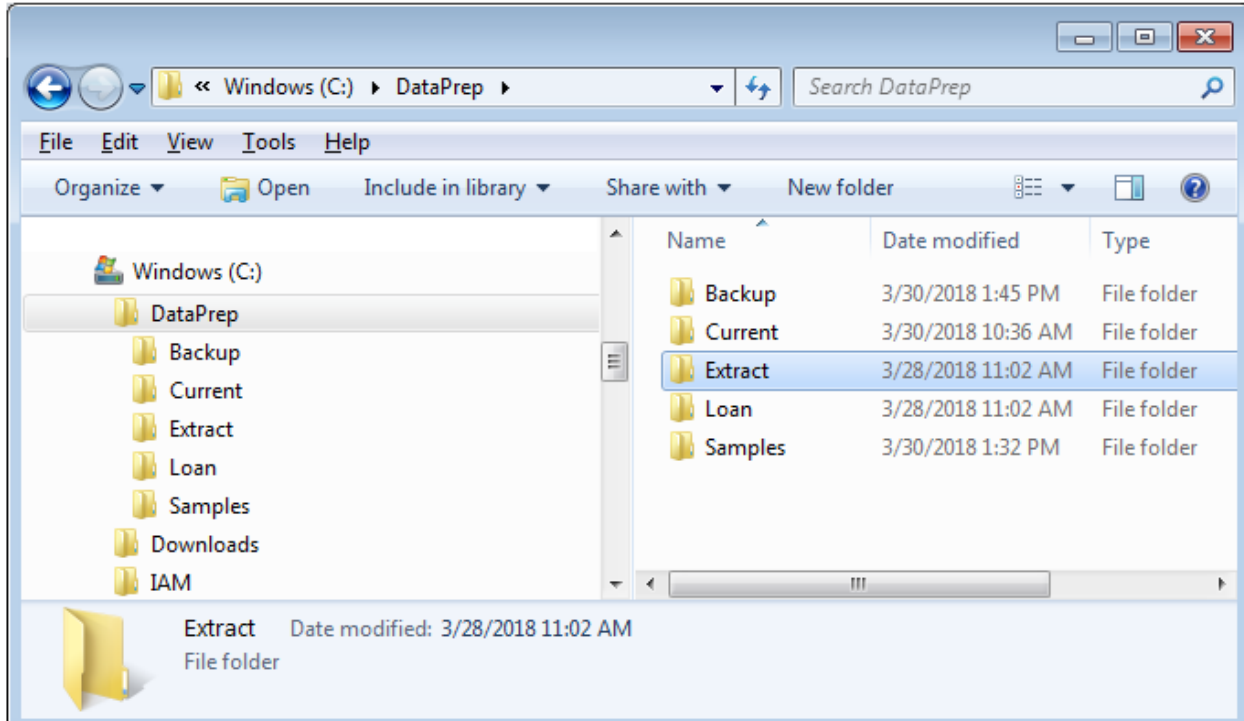 « Windows (C:) ▸ DataPrep ▸ Search DataPrep
File Edit View Tools Help
Organize Open Include in library Share with New folder
Windows (C:)
DataPrep
Backup
Current
Extract
Loan
Samples
Downloads
IAM
Name Date modified Type
Backup 3/30/2018 1:45 PM File folder
Current 3/30/2018 10:36 AM File folder
Extract 3/28/2018 11:02 AM File folder
Loan 3/28/2018 11:02 AM File folder
Samples 3/30/2018 1:32 PM File folder
Extract Date modified: 3/28/2018 11:02 AM
File folder